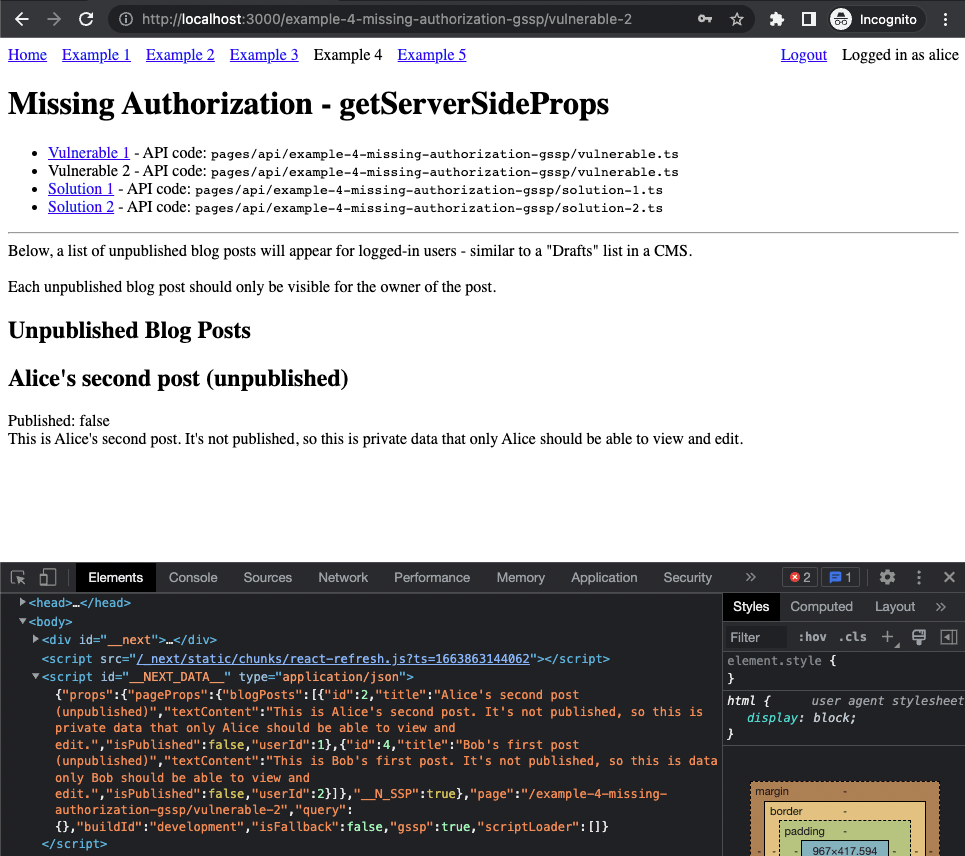 http://localhost:3000/example-4-missing-authorization-gssp/vulnerable-2
Incognito
Home Example 1 Example 2 Example 3 Example 4 Example 5 Logout Logged in as alice
Missing Authorization - getServerSideProps
• Vulnerable 1 - API code: pages/api/example-4-missing-authorization-gssp/vulnerable.ts
• Vulnerable 2 - API code: pages/api/example-4-missing-authorization-gssp/vulnerable.ts
• Solution 1 - API code: pages/api/example-4-missing-authorization-gssp/solution-1.ts
• Solution 2 - API code: pages/api/example-4-missing-authorization-gssp/solution-2.ts
Below, a list of unpublished blog posts will appear for logged-in users - similar to a "Drafts" list in a CMS.
Each unpublished blog post should only be visible for the owner of the post.
Unpublished Blog Posts
Alice's second post (unpublished)
Published: false
This is Alice's second post. It's not published, so this is private data that only Alice should be able to view and edit.
Elements Console Sources Network Performance Memory Application Security » 2 1
<head>…</head>
<body>
<div id="__next">…</div>
<script src="/_next/static/chunks/react-refresh.js?ts=1663863144062"></script>
<script id="__NEXT_DATA__" type="application/json">
{"props":{"pageProps":{"blogPosts":[{"id":2,"title":"Alice's second post
(unpublished)","textContent":"This is Alice's second post. It's not published, so this is
private data that only Alice should be able to view and
edit.","isPublished":false,"userId":1},{"id":4,"title":"Bob's first post
(unpublished)","textContent":"This is Bob's first post. It's not published, so this is data
only Bob should be able to view and
edit.","isPublished":false,"userId":2}]},"__N_SSP":true},"page":"/example-4-missing-
authorization-gssp/vulnerable-2","query":
{},"buildId":"development","isFallback":false,"gssp":true,"scriptLoader":[]}
</script>
Styles Computed Layout »
Filter :hov .cls +
element.style {
}
html { user agent stylesheet
display: block;
}
margin -
border -
padding -
- - - 967×417.594 - - -